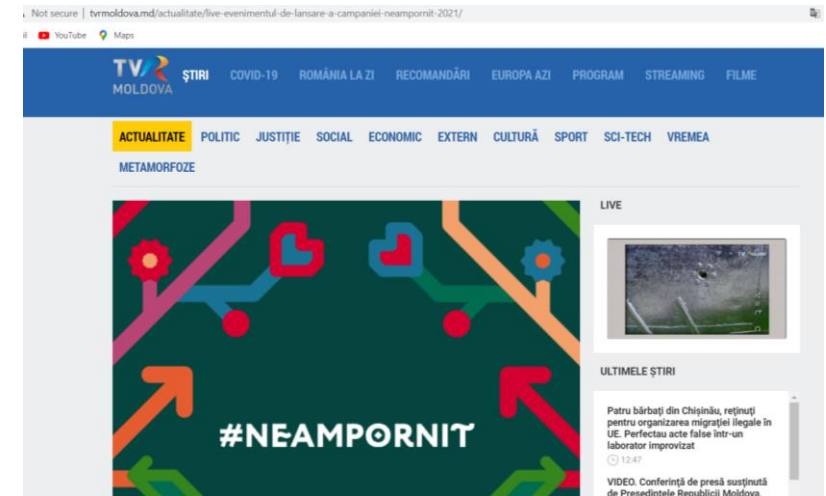 Not secure | tvrmoldova.md/actualitate/live-evenimentul-de-lansare-a-campaniei-neampornit-2021/
YouTube Maps
TVR MOLDOVA
ȘTIRI COVID-19 ROMÂNIA LA ZI RECOMANDĂRI EUROPA AZI PROGRAM STREAMING FILME
ACTUALITATE POLITIC JUSTIȚIE SOCIAL ECONOMIC EXTERN CULTURĂ SPORT SCI-TECH VREMEA
METAMORFOZE
LIVE
#NEAMPORNIT
ULTIMELE ȘTIRI
Patru bărbați din Chișinău, reținuți
pentru organizarea migrației ilegale în
UE. Perfectau acte false într-un
laborator improvizat
12:47
VIDEO. Conferință de presă susținută
de Președintele Republicii Moldova,